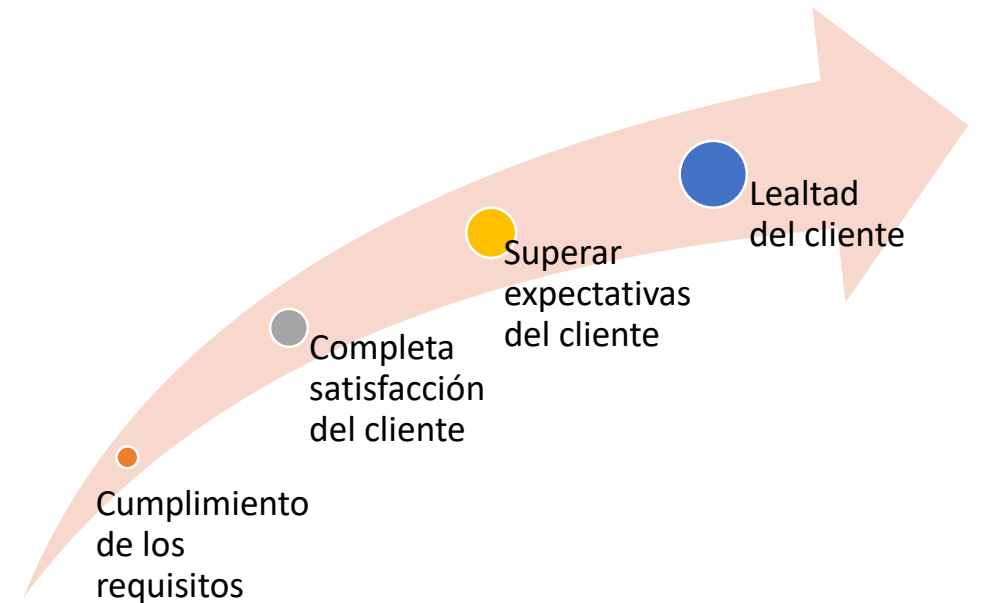 Cumplimiento
de los
requisitos
Completa
satisfacción
del cliente
Superar
expectativas
del cliente
Lealtad
del cliente